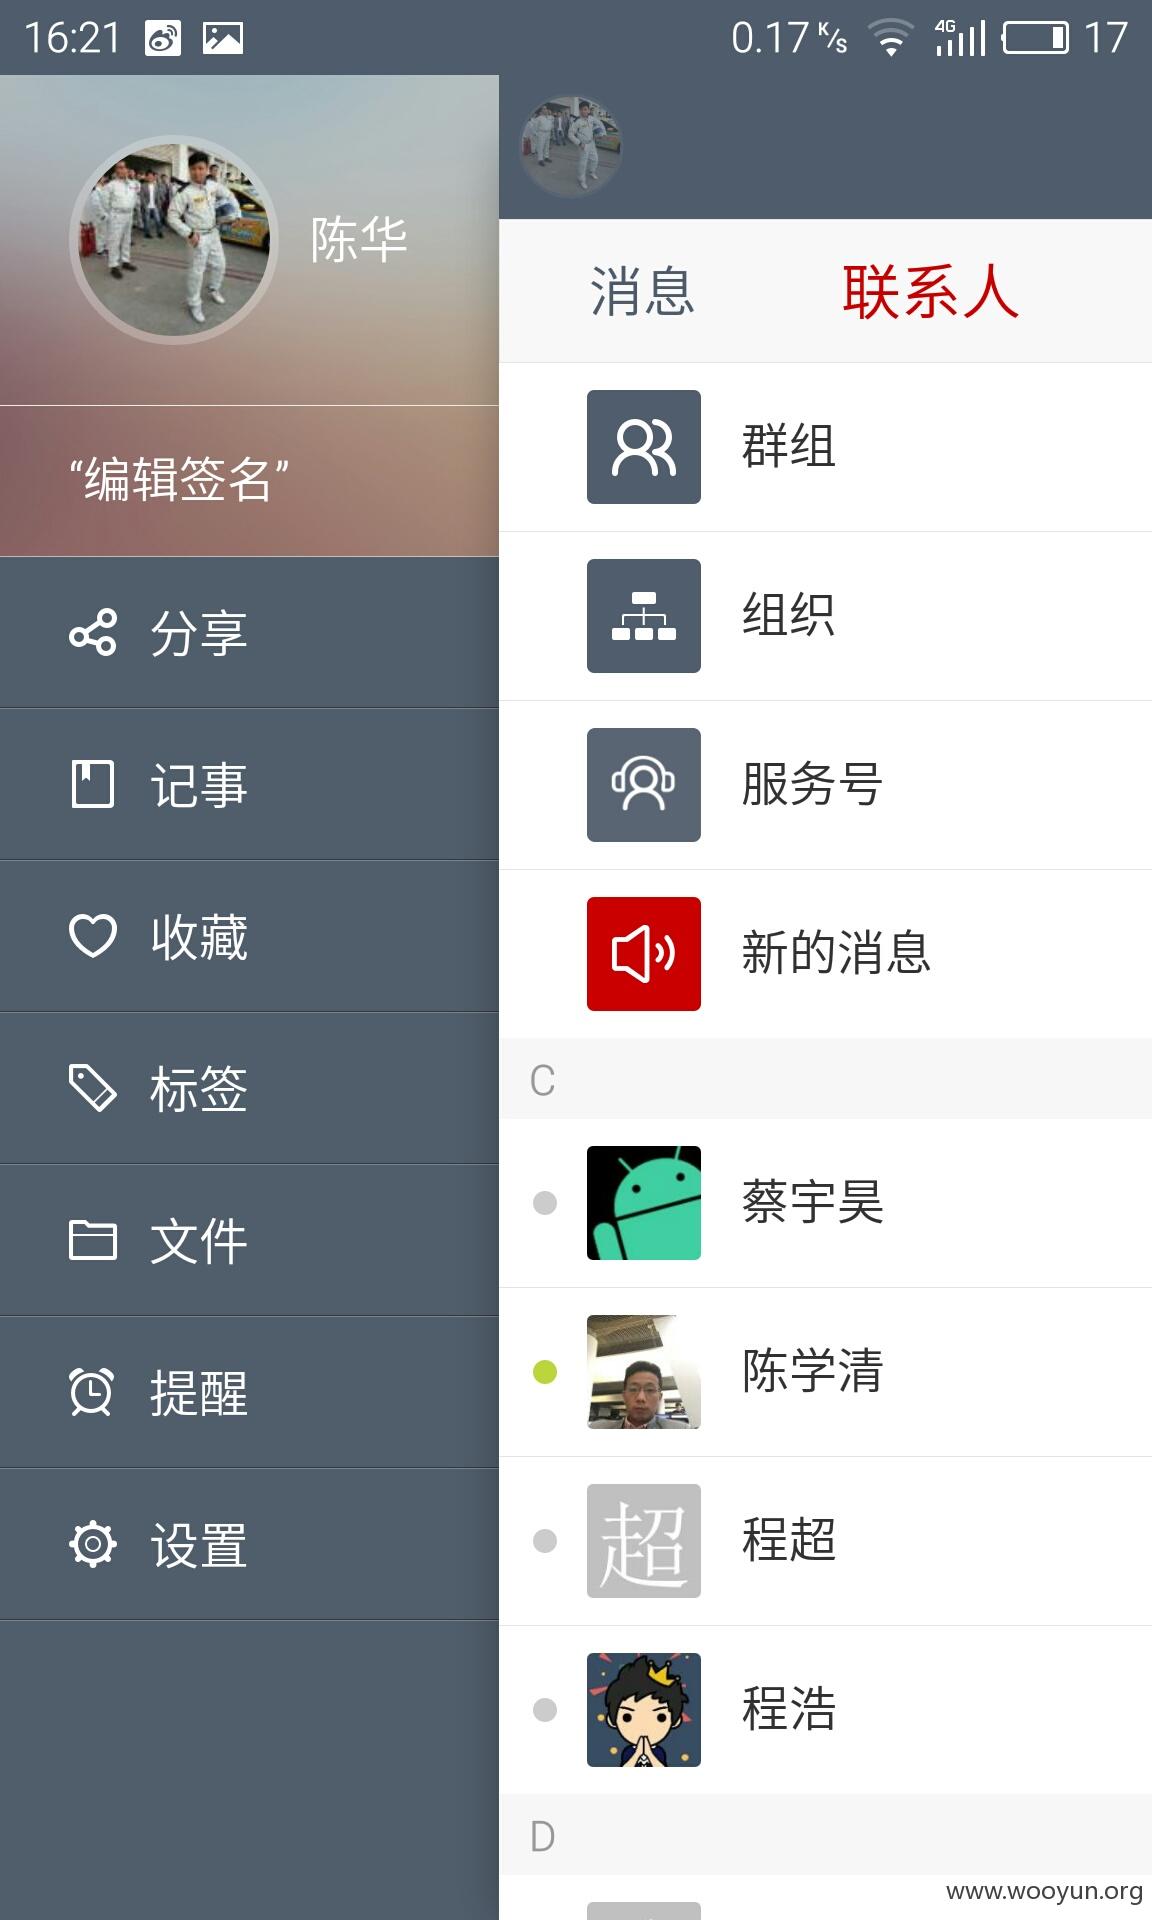 16:21
0.17 K/s
4G
17
陈华
“编辑签名”
分享
记事
收藏
标签
文件
提醒
设置
消息
联系人
群组
组织
服务号
新的消息
C
蔡宇昊
陈学清
超
程超
程浩
D
www.wooyun.org